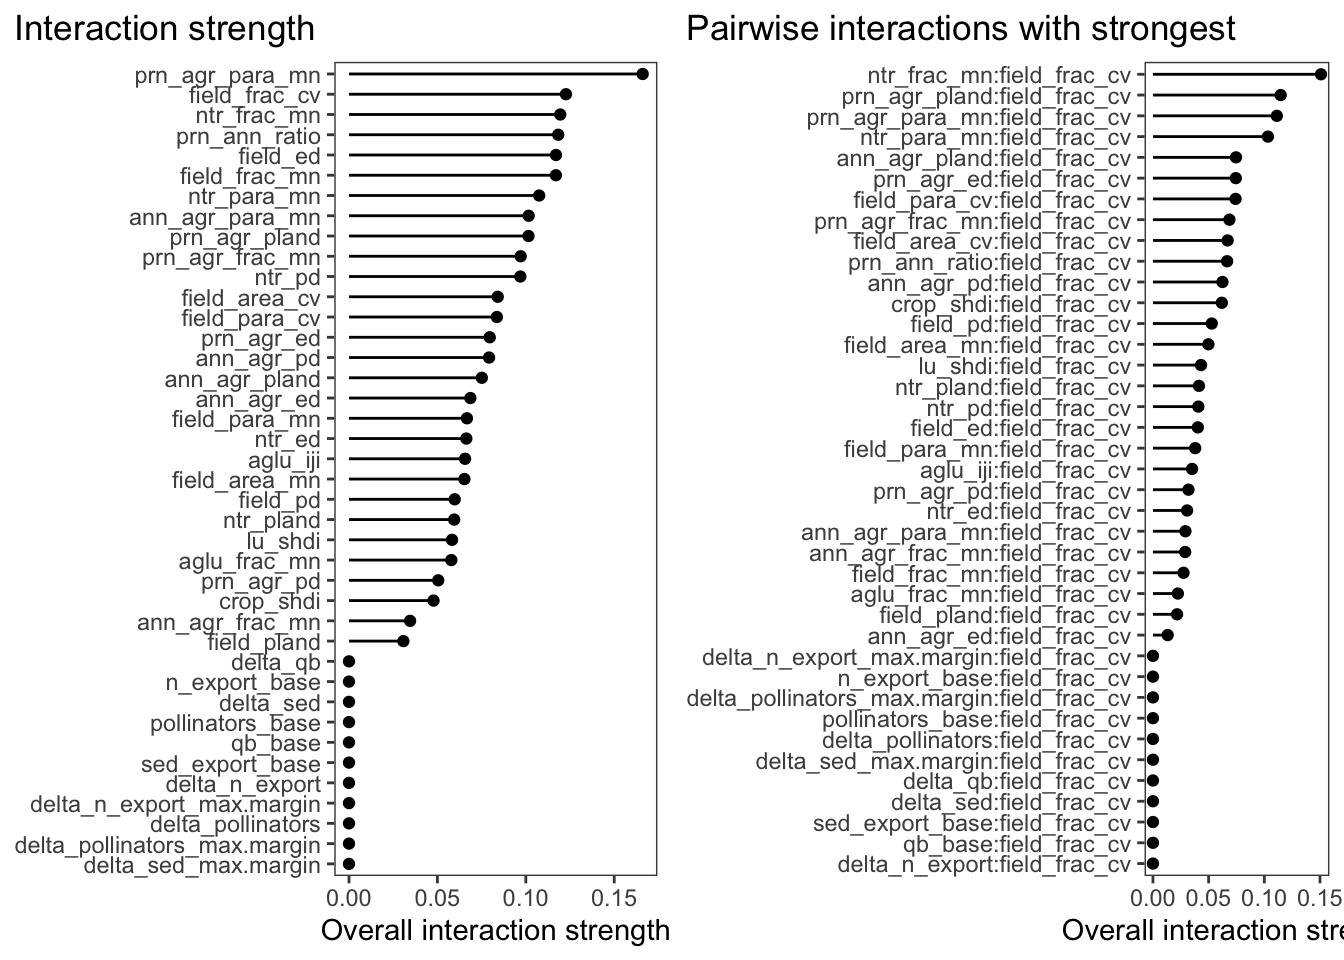 Interaction strength
prn_agr_para_mn
field_frac_cv
ntr_frac_mn
prn_ann_ratio
field_ed
field_frac_mn
ntr_para_mn
ann_agr_para_mn
prn_agr_pland
prn_agr_frac_mn
ntr_pd
field_area_cv
field_para_cv
prn_agr_ed
ann_agr_pd
ann_agr_pland
ann_agr_ed
field_para_mn
ntr_ed
aglu_iji
field_area_mn
field_pd
ntr_pland
lu_shdi
aglu_frac_mn
prn_agr_pd
crop_shdi
ann_agr_frac_mn
field_pland
delta_qb
n_export_base
delta_sed
pollinators_base
qb_base
sed_export_base
delta_n_export
delta_n_export_max.margin
delta_pollinators
delta_pollinators_max.margin
delta_sed_max.margin
0.00 0.05 0.10 0.15
Overall interaction strength
Pairwise interactions with strongest
ntr_frac_mn:field_frac_cv
prn_agr_pland:field_frac_cv
prn_agr_para_mn:field_frac_cv
ntr_para_mn:field_frac_cv
ann_agr_pland:field_frac_cv
prn_agr_ed:field_frac_cv
field_para_cv:field_frac_cv
prn_agr_frac_mn:field_frac_cv
field_area_cv:field_frac_cv
prn_ann_ratio:field_frac_cv
ann_agr_pd:field_frac_cv
crop_shdi:field_frac_cv
field_pd:field_frac_cv
field_area_mn:field_frac_cv
lu_shdi:field_frac_cv
ntr_pland:field_frac_cv
ntr_pd:field_frac_cv
field_ed:field_frac_cv
field_para_mn:field_frac_cv
aglu_iji:field_frac_cv
prn_agr_pd:field_frac_cv
ntr_ed:field_frac_cv
ann_agr_para_mn:field_frac_cv
ann_agr_frac_mn:field_frac_cv
field_frac_mn:field_frac_cv
aglu_frac_mn:field_frac_cv
field_pland:field_frac_cv
ann_agr_ed:field_frac_cv
delta_n_export_max.margin:field_frac_cv
n_export_base:field_frac_cv
delta_pollinators_max.margin:field_frac_cv
pollinators_base:field_frac_cv
delta_pollinators:field_frac_cv
delta_sed_max.margin:field_frac_cv
delta_qb:field_frac_cv
delta_sed:field_frac_cv
sed_export_base:field_frac_cv
qb_base:field_frac_cv
delta_n_export:field_frac_cv
0.00 0.05 0.10 0.15
Overall interaction stre